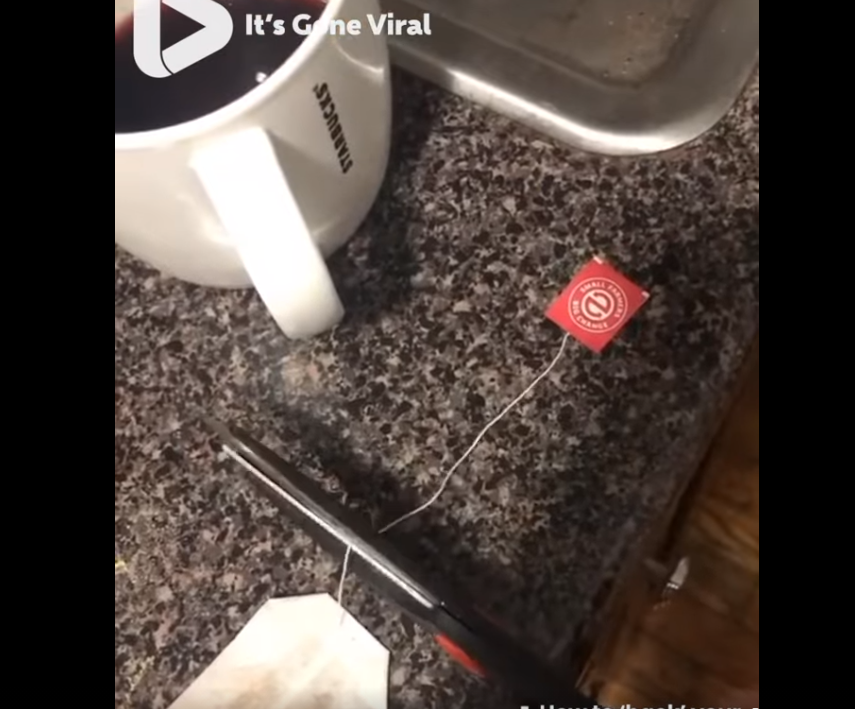 It's Gone Viral
STARBUCKS
SMALL FARMERS
BIG CHANGE